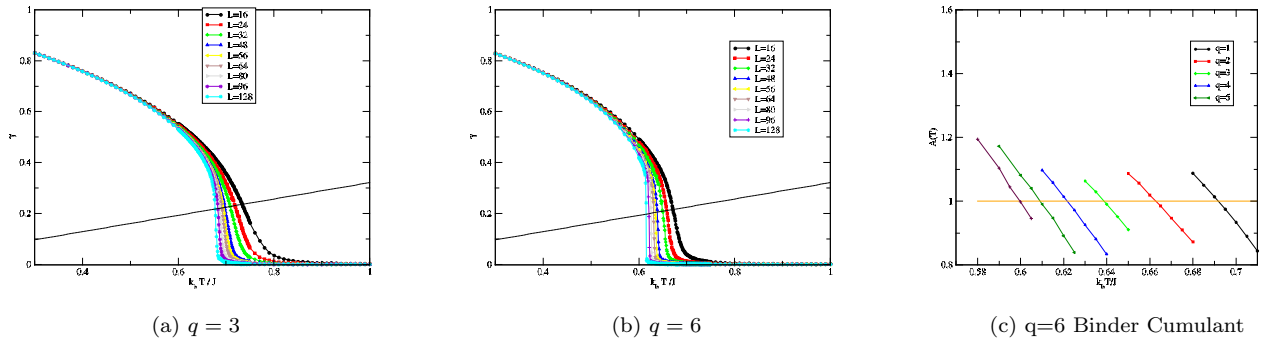 1
0.8
0.6
0.4
0.2
0
γ
0.4
0.6
0.8
1
k_b T/J
L=16
L=24
L=32
L=48
L=56
L=64
L=80
L=96
L=128
(a) q = 3
1
0.8
0.6
0.4
0.2
0
γ
0.4
0.6
0.8
1
k_b T/J
L=16
L=24
L=32
L=48
L=56
L=64
L=80
L=96
L=128
(b) q = 6
1.6
1.4
1.2
1
0.8
A(T)
0.58
0.6
0.62
0.64
0.66
0.68
0.7
k_b T/J
q=1
q=2
q=3
q=4
q=5
(c) q=6 Binder Cumulant